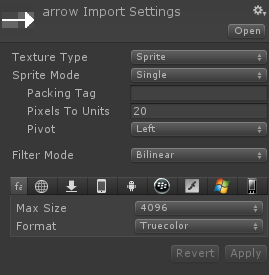 arrow Import Settings
Open
Texture Type Sprite
Sprite Mode Single
Packing Tag
Pixels To Units 20
Pivot Left
Filter Mode Bilinear
Max Size 4096
Format Truecolor
Revert Apply